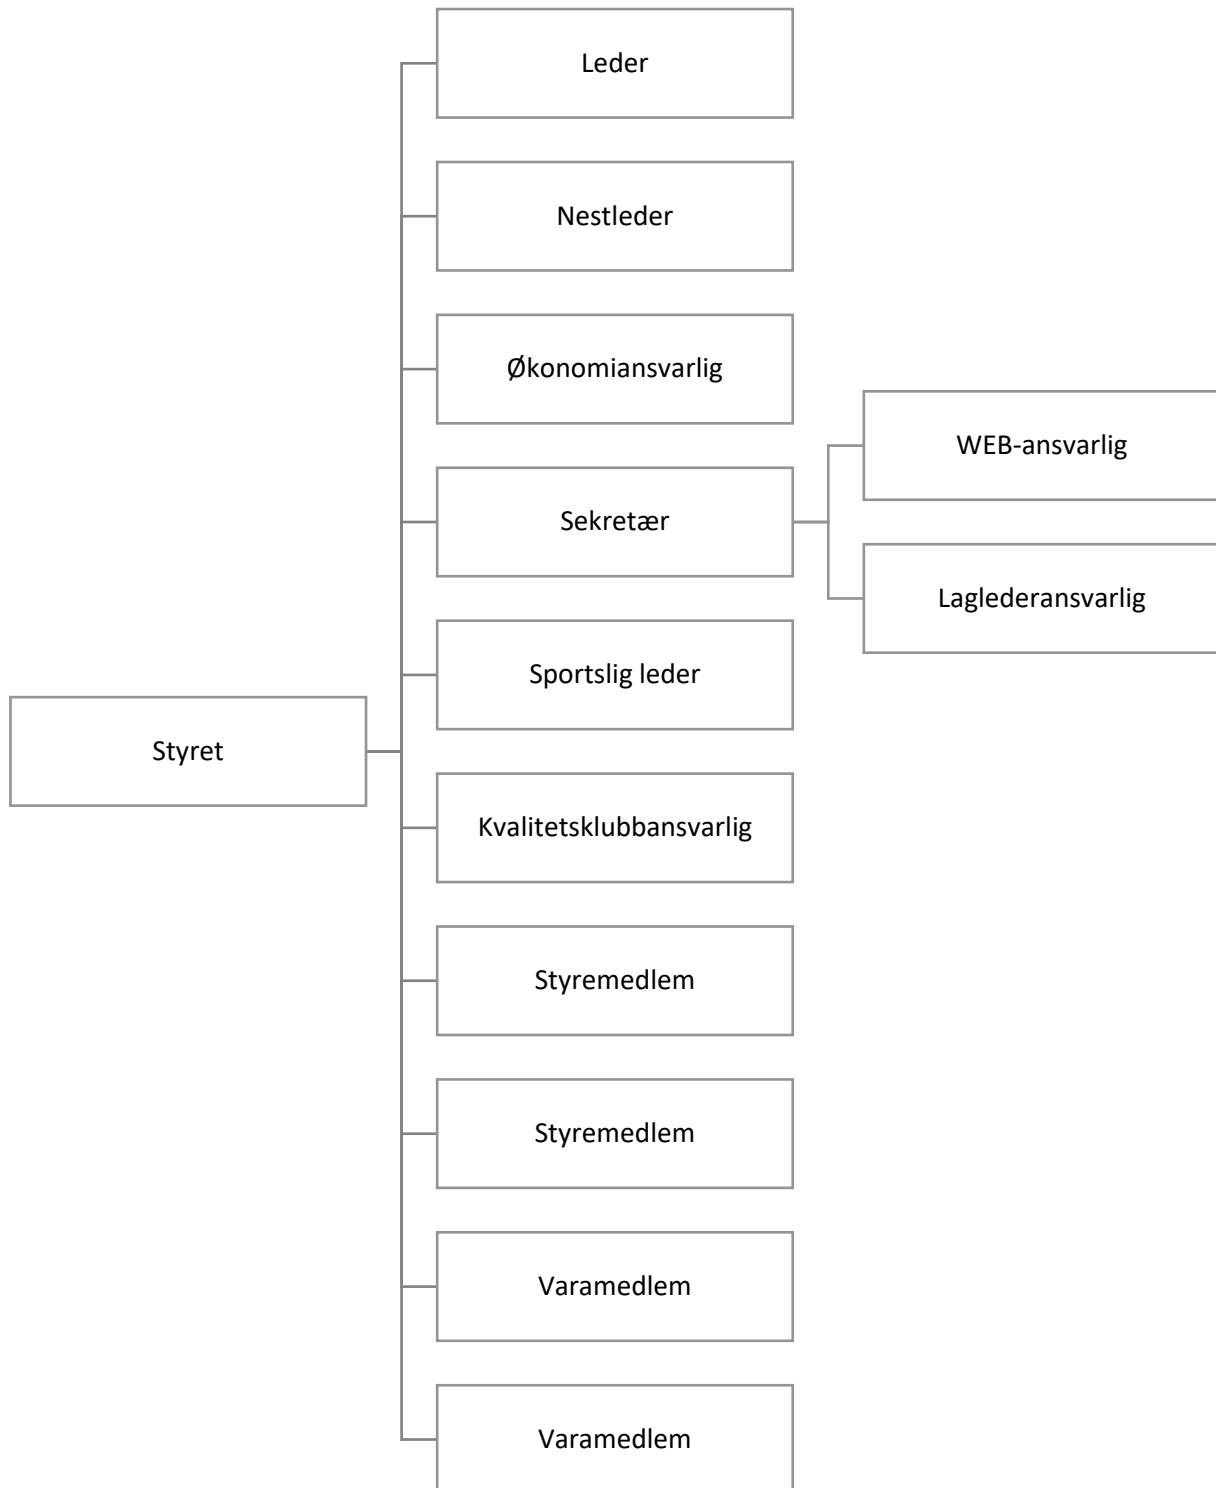 Leder
Nestleder
Økonomiansvarlig
WEB-ansvarlig
Sekretær
Laglederansvarlig
Sportslig leder
Styret
Kvalitetsklubbansvarlig
Styremedlem
Styremedlem
Varamedlem
Varamedlem